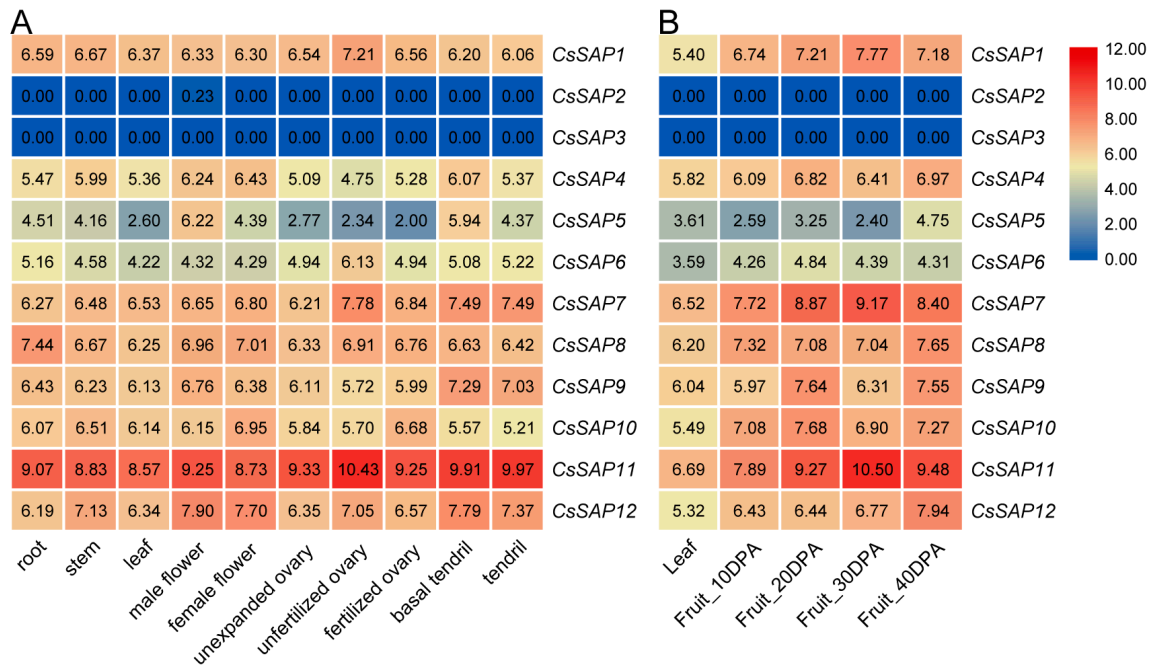 A B
6.59 6.67 6.37 6.33 6.30 6.54 7.21 6.56 6.20 6.06 CsSAP1 5.40 6.74 7.21 7.77 7.18 12.00
0.00 0.00 0.00 0.23 0.00 0.00 0.00 0.00 0.00 0.00 CsSAP2 0.00 0.00 0.00 0.00 0.00 CsSAP2 10.00
0.00 0.00 0.00 0.00 0.00 0.00 0.00 0.00 0.00 0.00 CsSAP3 0.00 0.00 0.00 0.00 0.00 CsSAP3 8.00
5.47 5.99 5.36 6.24 6.43 5.09 4.75 5.28 6.07 5.37 CsSAP4 5.82 6.09 6.82 6.41 6.97 CsSAP4 4.00
4.51 4.16 2.60 6.22 4.39 2.77 2.34 2.00 5.94 4.37 CsSAP5 3.61 2.59 3.25 2.40 4.75 CsSAP5 2.00
5.16 4.58 4.22 4.32 4.29 4.94 6.13 4.94 5.08 5.22 CsSAP6 3.59 4.26 4.84 4.39 4.31 CsSAP6 0.00
6.27 6.48 6.53 6.65 6.80 6.21 7.78 6.84 7.49 7.49 CsSAP7 6.52 7.72 8.87 9.17 8.40 CsSAP7
7.44 6.67 6.25 6.96 7.01 6.33 6.91 6.76 6.63 6.42 CsSAP8 6.20 7.32 7.08 7.04 7.65 CsSAP8
6.43 6.23 6.13 6.76 6.38 6.11 5.72 5.99 7.29 7.03 CsSAP9 6.04 5.97 7.64 6.31 7.55 CsSAP9
6.07 6.51 6.14 6.15 6.95 5.84 5.70 6.68 5.57 5.21 CsSAP10 5.49 7.08 7.68 6.90 7.27 CsSAP10
9.07 8.83 8.57 9.25 8.73 9.33 10.43 9.25 9.91 9.97 CsSAP11 6.69 7.89 9.27 10.50 9.48 CsSAP11
6.19 7.13 6.34 7.90 7.70 6.35 7.05 6.57 7.79 7.37 CsSAP12 5.32 6.43 6.44 6.77 7.94 CsSAP12
root stem leaf male flower female flower unexpanded ovary unfertilized ovary fertilized ovary basal tendril tendril Leaf Fruit_10DPA Fruit_20DPA Fruit_30DPA Fruit_40DPA
CsSAP1
6.00